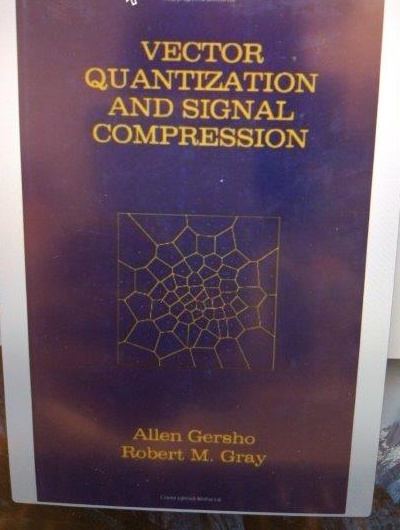 VECTOR
QUANTIZATION
AND SIGNAL
COMPRESSION
Allen Gersho
Robert M. Gray